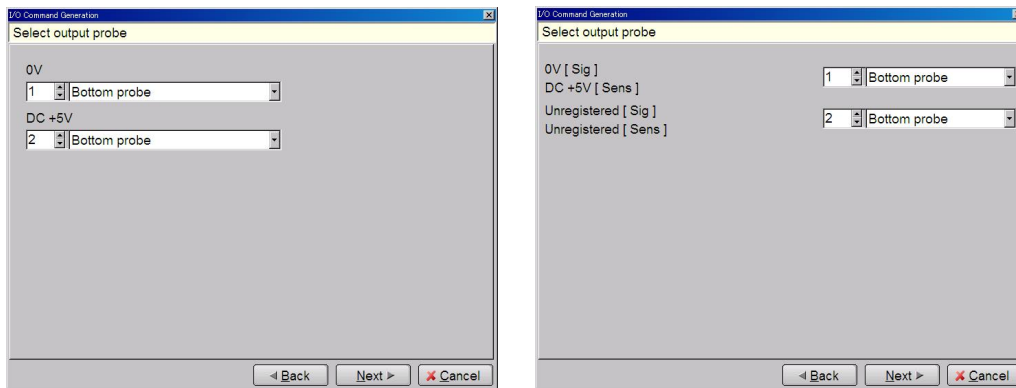 I/O Command Generation
Select output probe
0V
1 Bottom probe
DC +5V
2 Bottom probe
Back Next Cancel
I/O Command Generation
Select output probe
0V [ Sig ]
DC +5V [ Sens ]
1 Bottom probe
Unregistered [ Sig ]
Unregistered [ Sens ]
2 Bottom probe
Back Next Cancel